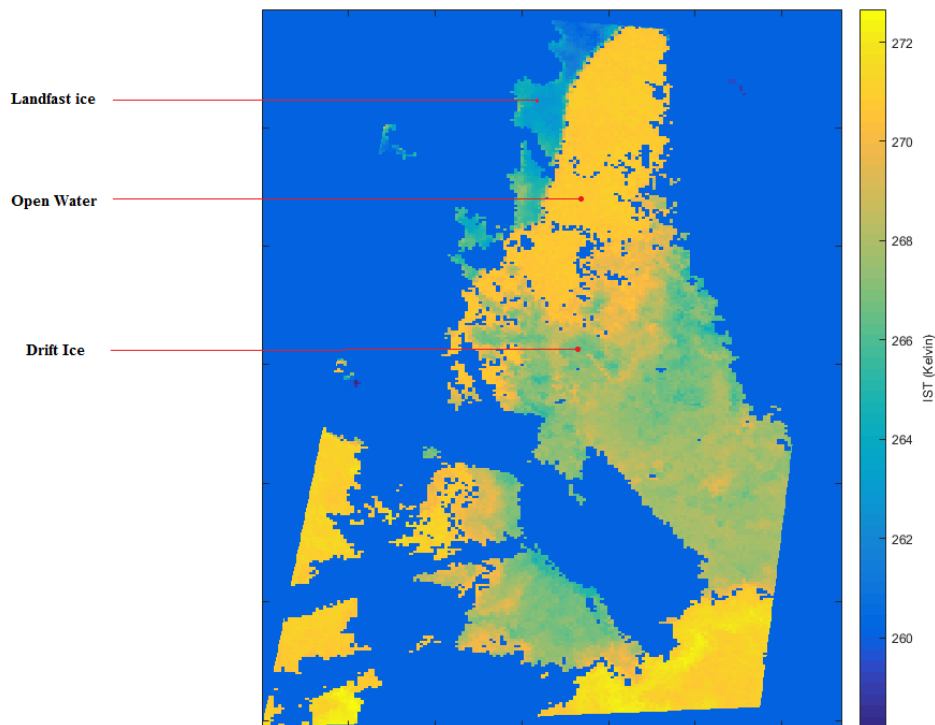 Landfast ice
Open Water
Drift Ice
272
270
268
266
264
262
260
IST (Kelvin)